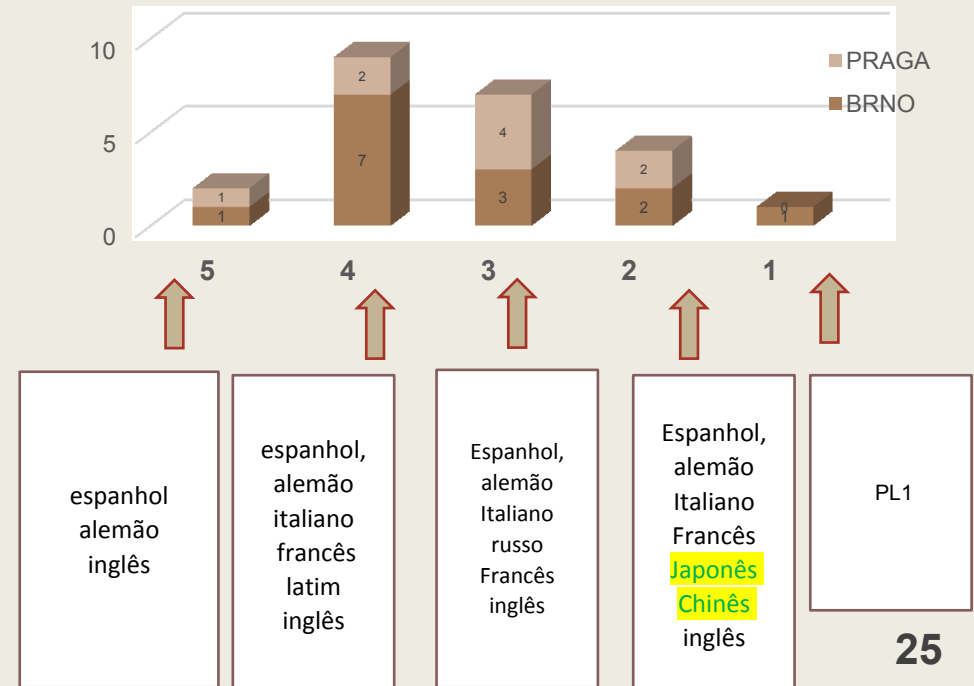 10
5
0
PRAGA
BRNO
1
1
2
7
4
3
2
2
0
1
5
4
3
2
1
espanhol
alemão
inglês
espanhol,
alemão
italiano
francês
latim
inglês
Espanhol,
alemão
Italiano
russo
Francês
inglês
Espanhol,
alemão
Italiano
Francês
Japonês
Chinês
inglês
PL1
25